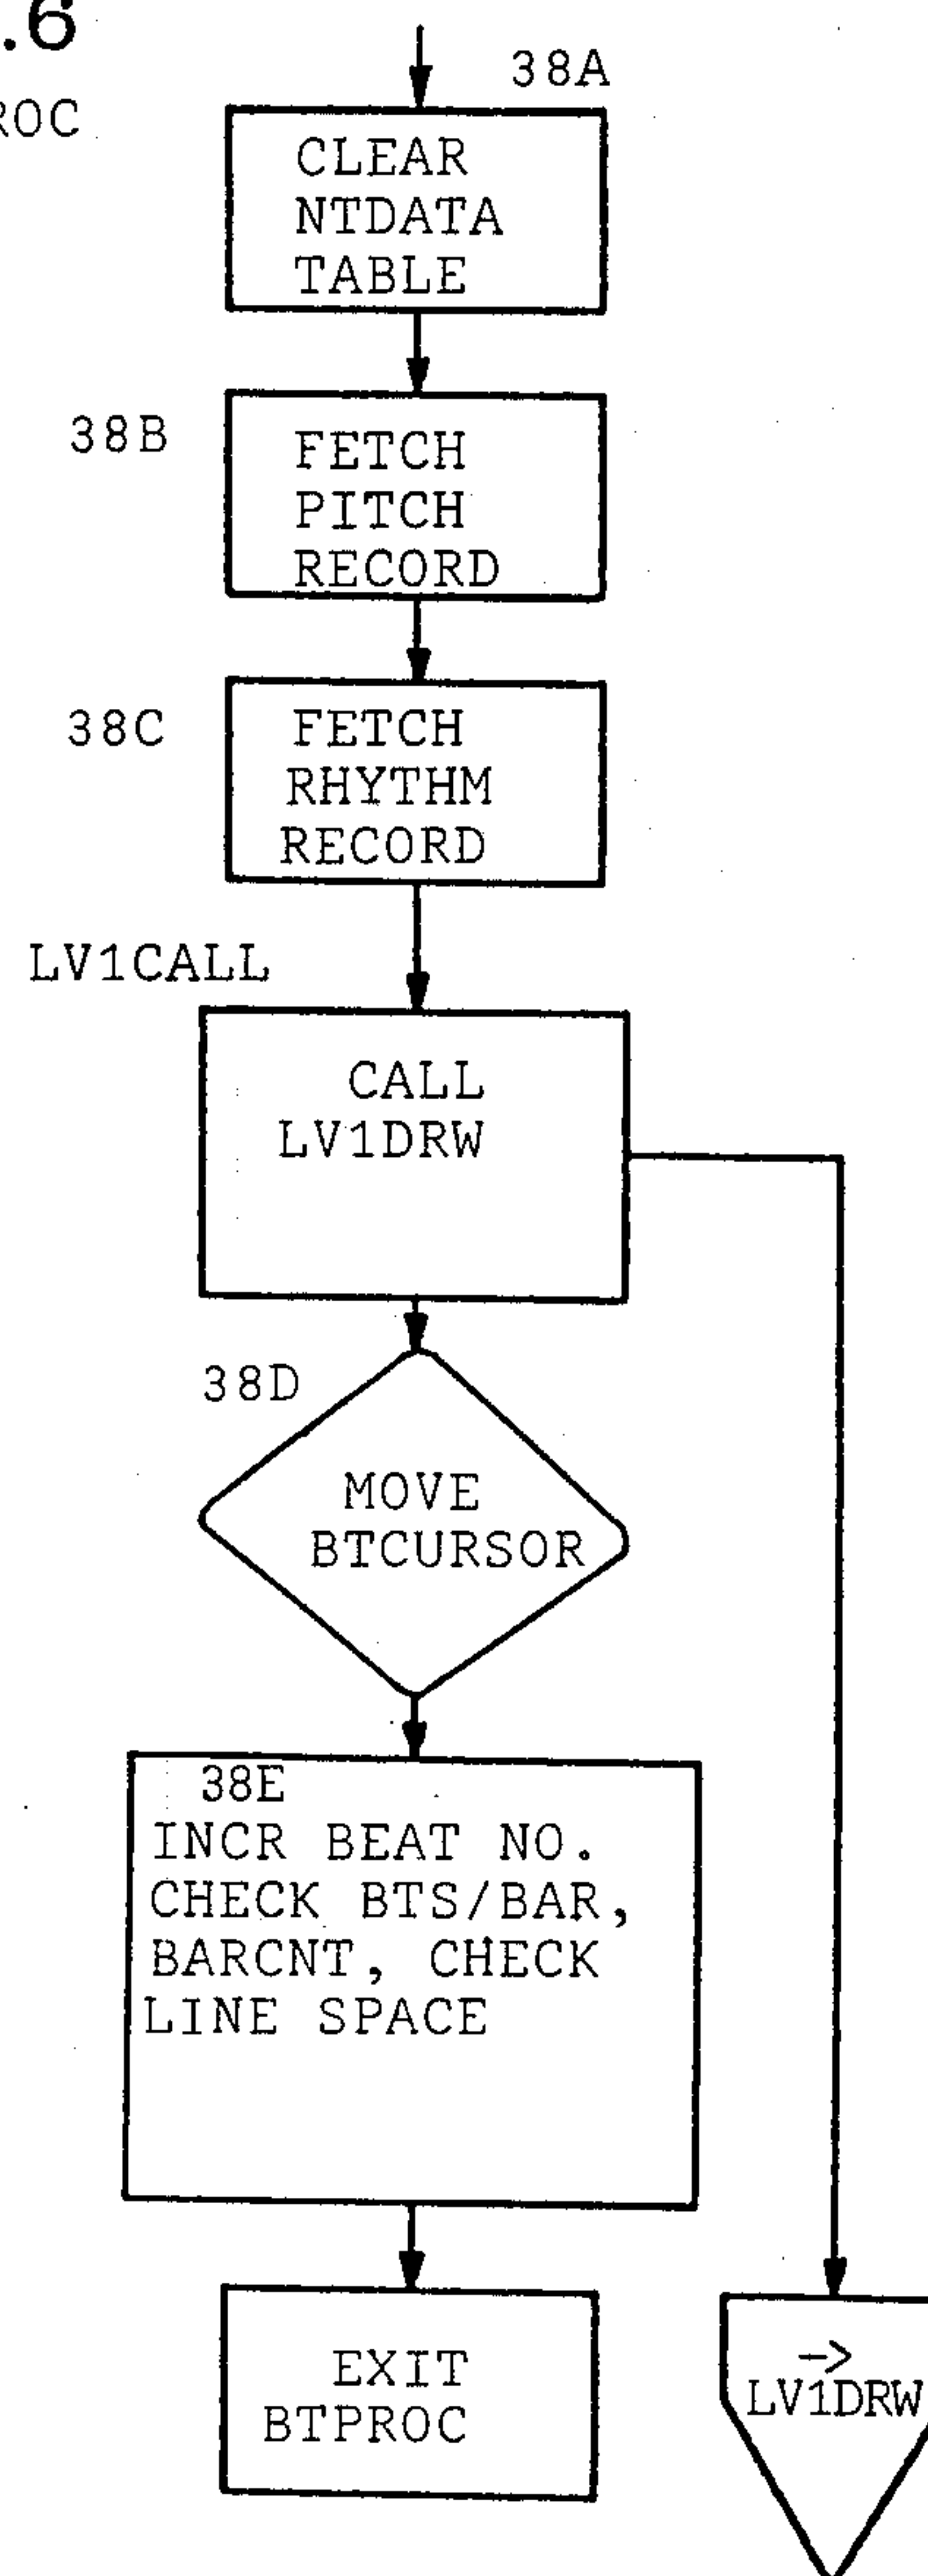 .6
ROC
38A
CLEAR
NTDATA
TABLE
38B
FETCH
PITCH
RECORD
38C
FETCH
RHYTHM
RECORD
LV1CALL
CALL
LV1DRW
38D
MOVE
BTCURSOR
38E
INCR BEAT NO.
CHECK BTS/BAR,
BARCNT, CHECK
LINE SPACE
EXIT
BTPROC
->
LV1DRW